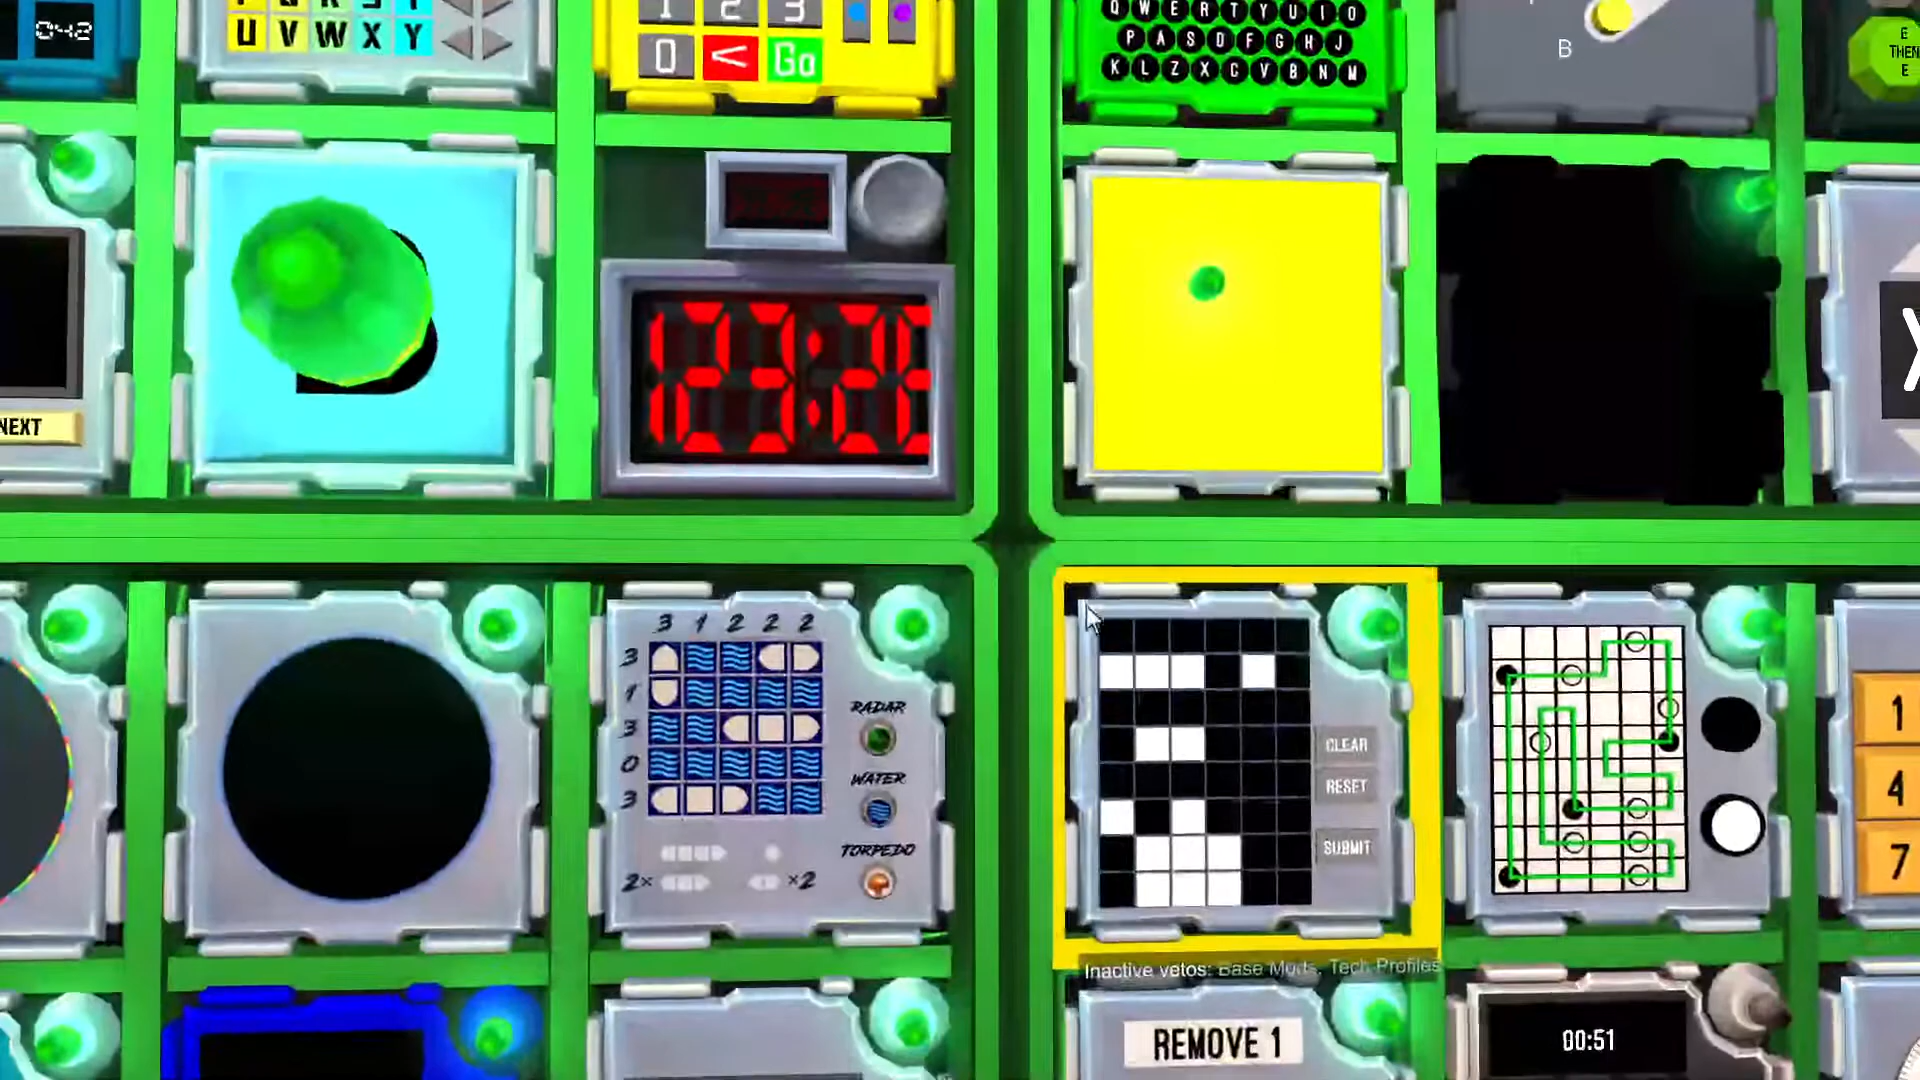 042
U V W X Y
1 2 3
0 < Go
Q W E R T Y U I O
P A S D F G H J
K L Z X C V B N M
B
E
THEN
E
NEXT
3 1 2 2 2
3
1
3
0
3
RADAR
WATER
TORPEDO
2×
×2
CLEAR
RESET
SUBMIT
1
4
7
Inactive vetos: Base Mods, Tech Profiles
REMOVE 1
00:51